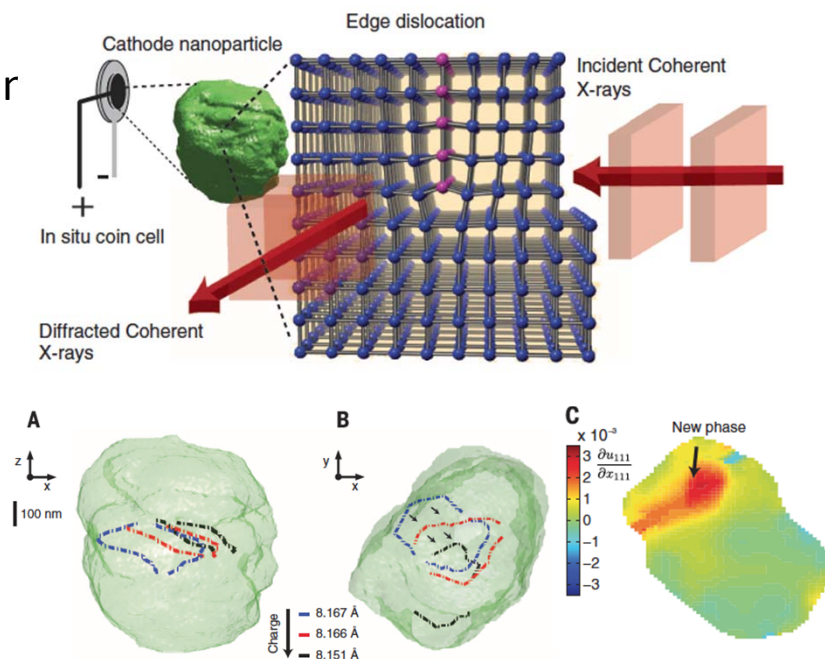 r
Edge dislocation
Cathode nanoparticle
Incident Coherent
X-rays
+
-
In situ coin cell
Diffracted Coherent
X-rays
A
z
x
100 nm
B
y
x
Charge
8.167 Å
8.166 Å
8.151 Å
C
New phase
x 10⁻³
∂u₁₁₁
∂x₁₁₁
3
2
1
0
-1
-2
-3